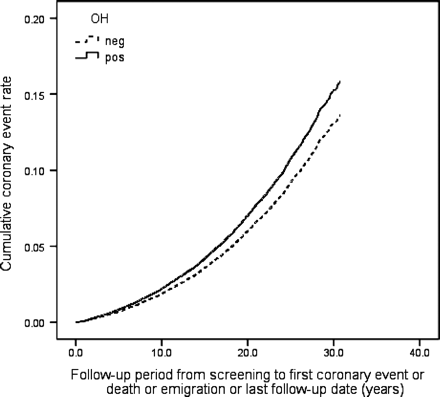 0.20
0.15
0.10
0.05
0.00
Cumulative coronary event rate
OH
neg
pos
0.0 10.0 20.0 30.0 40.0
Follow-up period from screening to first coronary event or
death or emigration or last follow-up date (years)